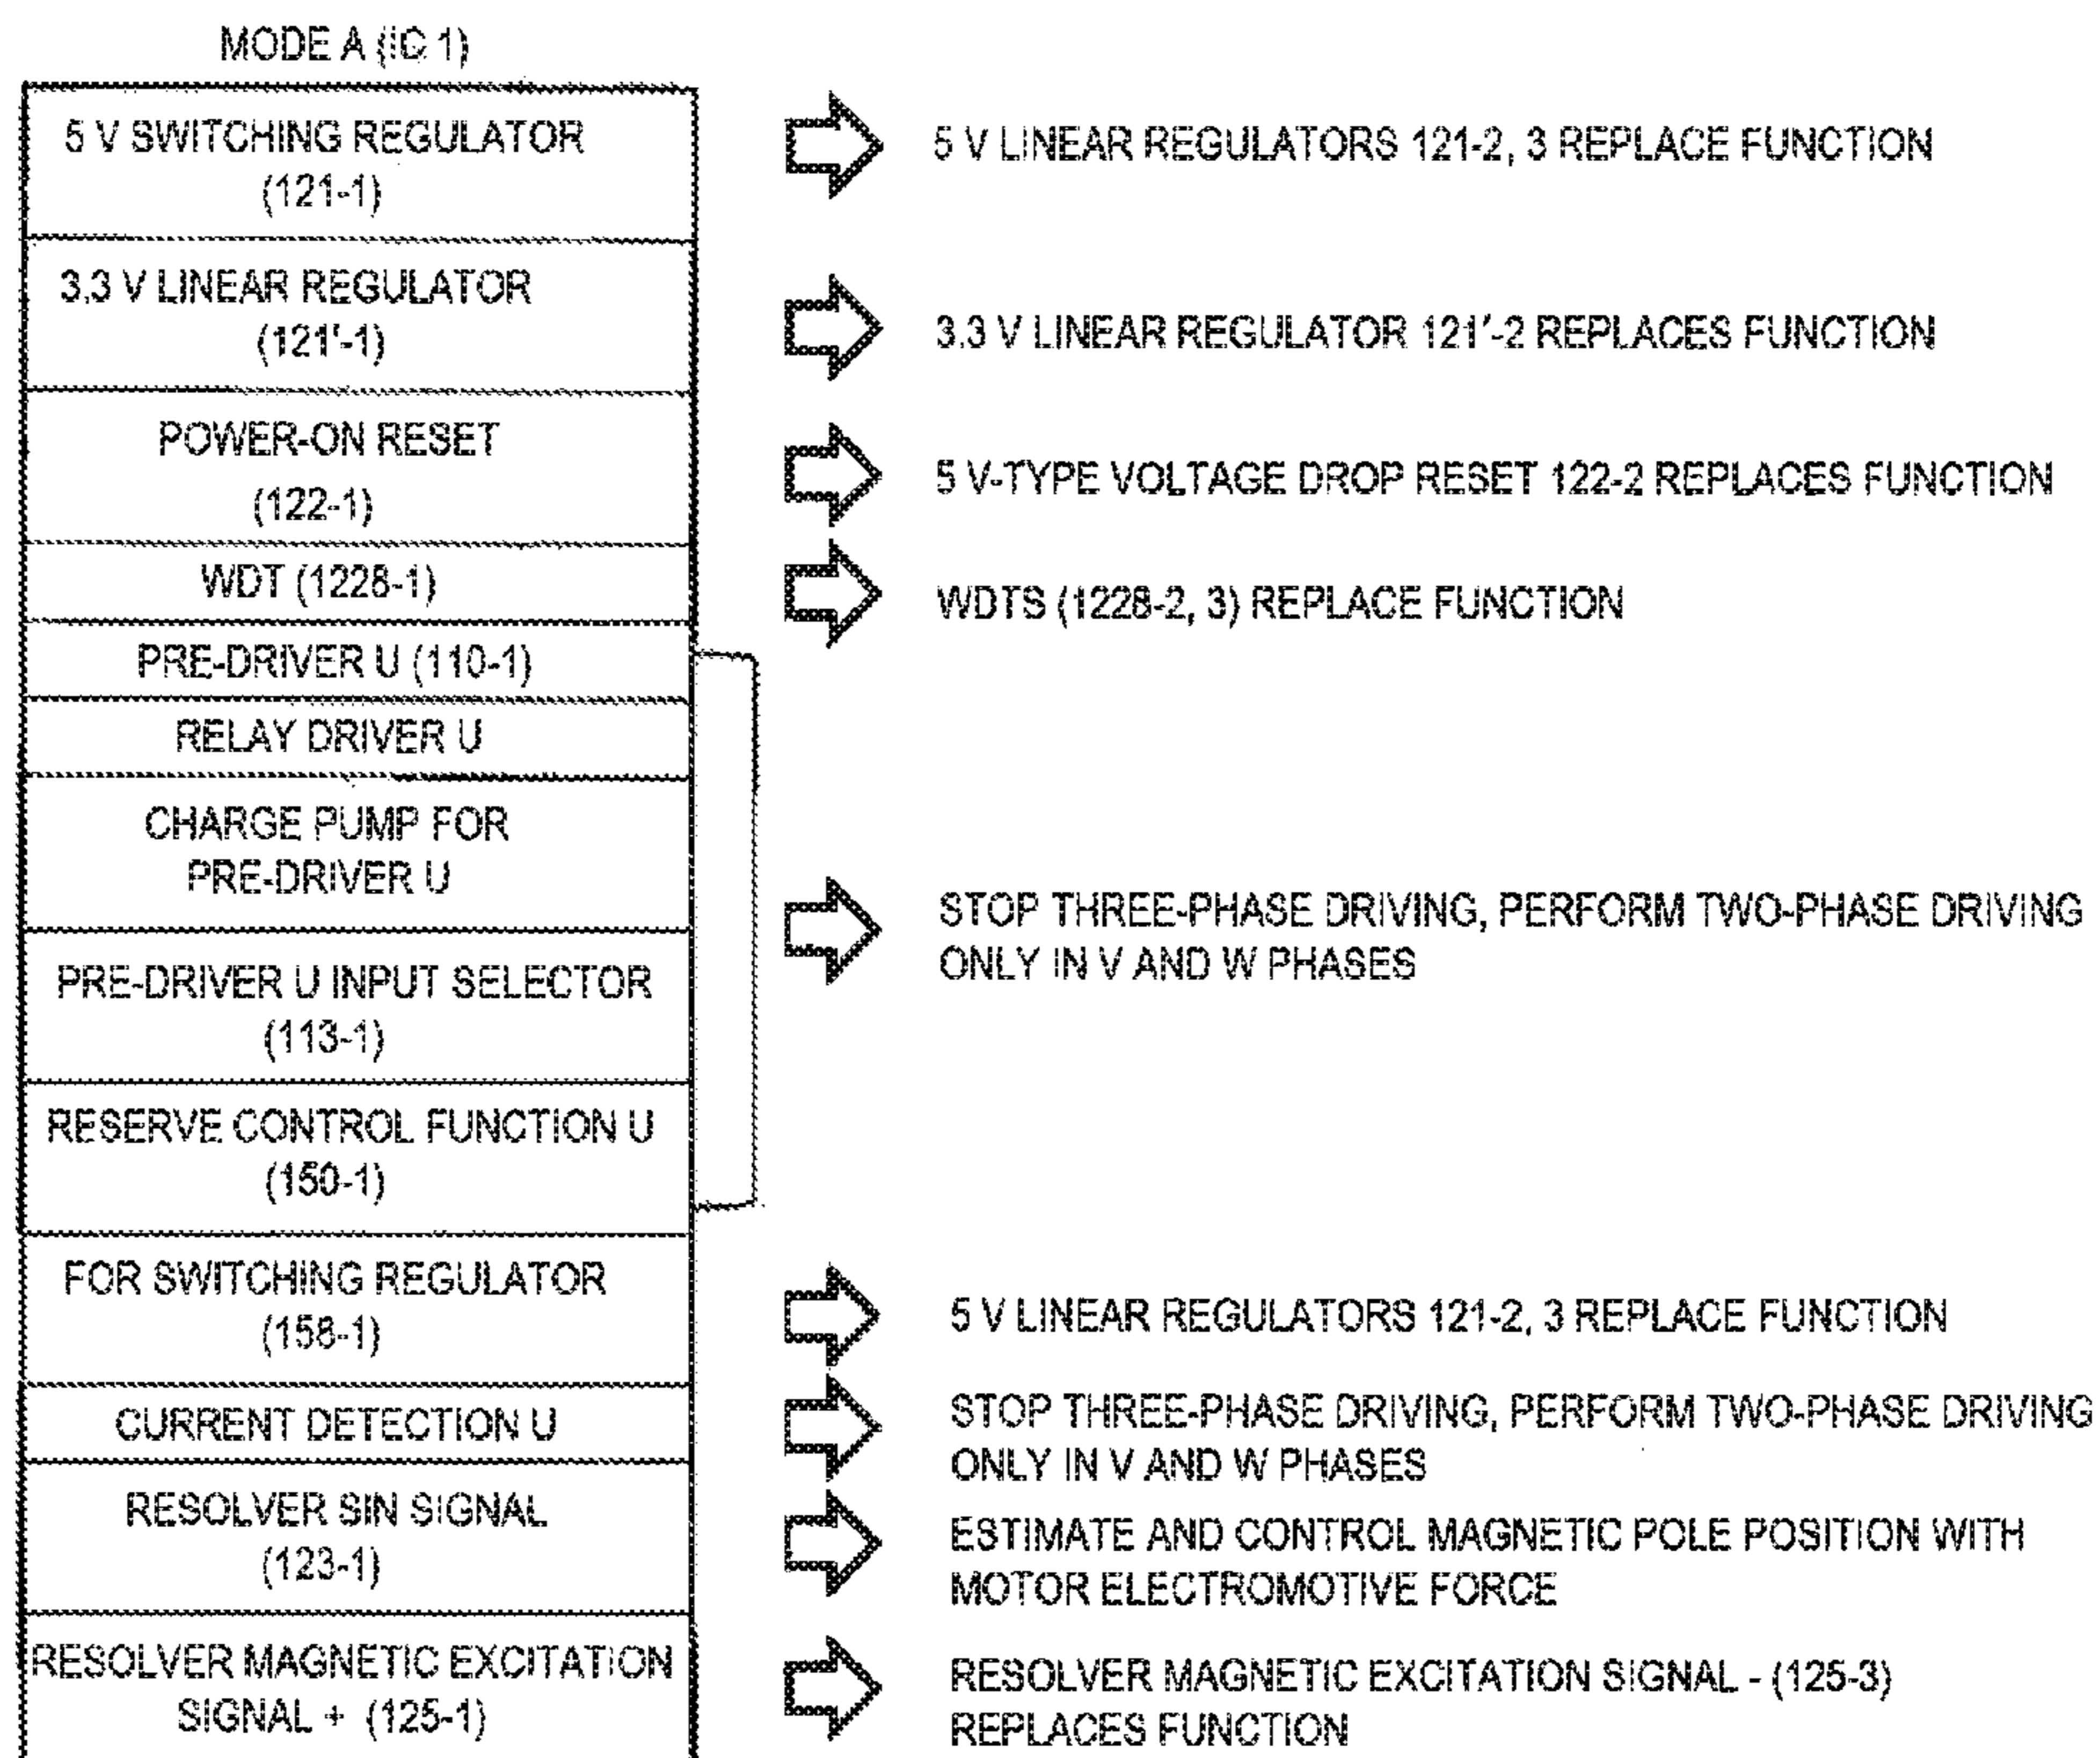 MODE A (IC 1)
5 V SWITCHING REGULATOR
(121-1)
5 V LINEAR REGULATORS 121-2, 3 REPLACE FUNCTION
3.3 V LINEAR REGULATOR
(121'-1)
3.3 V LINEAR REGULATOR 121'-2 REPLACES FUNCTION
POWER-ON RESET
(122-1)
5 V-TYPE VOLTAGE DROP RESET 122-2 REPLACES FUNCTION
WDT (1228-1)
WDTS (1228-2, 3) REPLACE FUNCTION
PRE-DRIVER U (110-1)
RELAY DRIVER U
CHARGE PUMP FOR
PRE-DRIVER U
PRE-DRIVER U INPUT SELECTOR
(113-1)
RESERVE CONTROL FUNCTION U
(150-1)
STOP THREE-PHASE DRIVING, PERFORM TWO-PHASE DRIVING
ONLY IN V AND W PHASES
FOR SWITCHING REGULATOR
(158-1)
5 V LINEAR REGULATORS 121-2, 3 REPLACE FUNCTION
CURRENT DETECTION U
STOP THREE-PHASE DRIVING, PERFORM TWO-PHASE DRIVING
ONLY IN V AND W PHASES
RESOLVER SIN SIGNAL
(123-1)
ESTIMATE AND CONTROL MAGNETIC POLE POSITION WITH
MOTOR ELECTROMOTIVE FORCE
RESOLVER MAGNETIC EXCITATION
SIGNAL + (125-1)
RESOLVER MAGNETIC EXCITATION SIGNAL - (125-3)
REPLACES FUNCTION